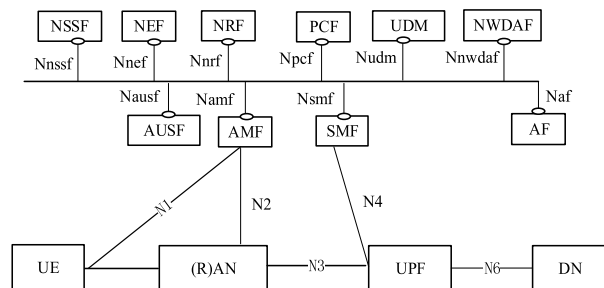 NSSF NEF NRF PCF UDM NWDAF
Nnssf Nnef Nnrf Npcf Nudm Nnwdaf
Nausf Namf Nsmf Naf
AUSF AMF SMF AF
N1 N2 N4
UE (R)AN N3 UPF N6 DN